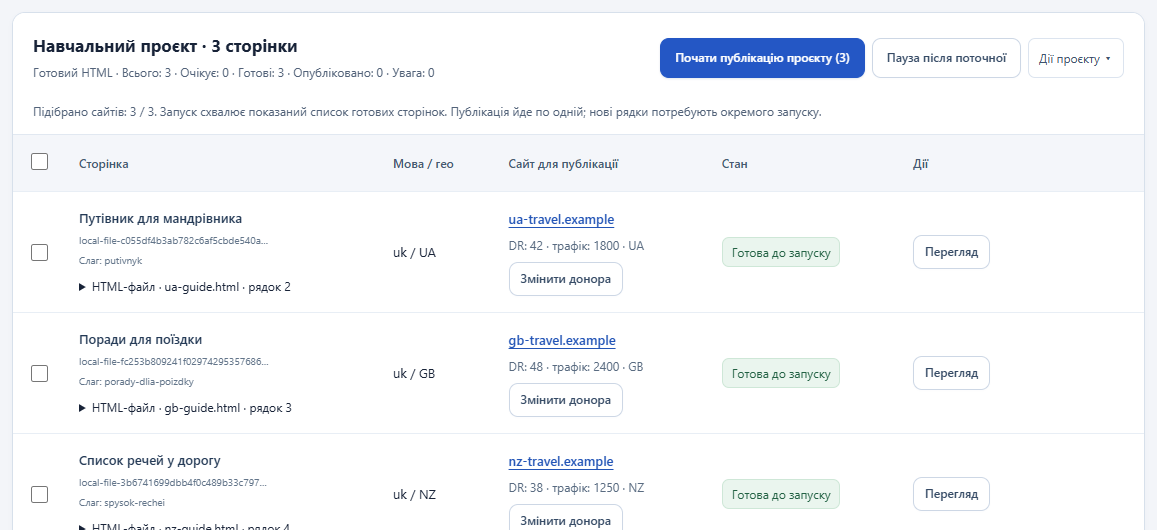 Навчальний проєкт · 3 сторінки
Готовий HTML · Всього: 3 · Очікує: 0 · Готові: 3 · Опубліковано: 0 · Увага: 0
Почати публікацію проєкту (3)
Пауза після поточної
Дії проєкту
Підібрано сайтів: 3 / 3. Запуск схвалює показаний список готових сторінок. Публікація йде по одній; нові рядки потребують окремого запуску.
Сторінка Мова / гео Сайт для публікації Стан Дії
Путівник для мандрівника
local-file-c055df4b3ab782c6af5cbde540a...
Слаг: putivnyk
HTML-файл · ua-guide.html · рядок 2
uk / UA
ua-travel.example
DR: 42 · трафік: 1800 · UA
Змінити донора
Готова до запуску
Перегляд
Поради для поїздки
local-file-fc253b809241f02974295357686...
Слаг: porady-dlia-poizdky
HTML-файл · gb-guide.html · рядок 3
uk / GB
gb-travel.example
DR: 48 · трафік: 2400 · GB
Змінити донора
Готова до запуску
Перегляд
Список речей у дорогу
local-file-3b6741699dbb4f0c489b33c797...
Слаг: spysok-rechei
HTML-файл · nz-guide.html · рядок 4
uk / NZ
nz-travel.example
DR: 38 · трафік: 1250 · NZ
Змінити донора
Готова до запуску
Перегляд